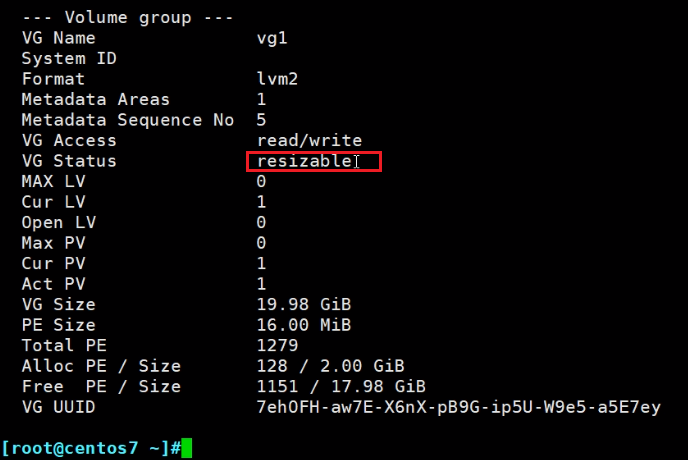 --- Volume group ---
VG Name vg1
System ID
Format lvm2
Metadata Areas 1
Metadata Sequence No 5
VG Access read/write
VG Status resizable
MAX LV 0
Cur LV 1
Open LV 0
Max PV 0
Cur PV 1
Act PV 1
VG Size 19.98 GiB
PE Size 16.00 MiB
Total PE 1279
Alloc PE / Size 128 / 2.00 GiB
Free PE / Size 1151 / 17.98 GiB
VG UUID 7ehOFH-aw7E-X6nX-pB9G-ip5U-W9e5-a5E7ey
[root@centos7 ~]#